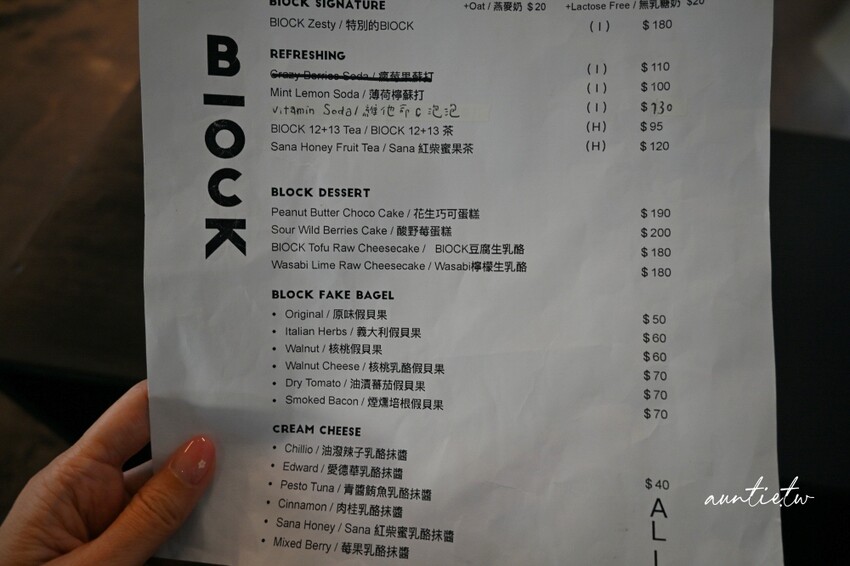 BIOCK SIGNATURE +Oat / 燕麥奶 $20 +Lactose Free / 無乳糖奶 $20
BIOCK Zesty / 特別的BIOCK (I) $180
REFRESHING
Crazy Berries Soda / 瘋莓果蘇打 (I) $110
Mint Lemon Soda / 薄荷檸蘇打 (I) $100
Vitamin Soda / 維他命C泡泡 (I) $130
BIOCK 12+13 Tea / BIOCK 12+13 茶 (H) $95
Sana Honey Fruit Tea / Sana 紅柴蜜果茶 (H) $120
BIOCK
BLOCK DESSERT
Peanut Butter Choco Cake / 花生巧可蛋糕 $190
Sour Wild Berries Cake / 酸野莓蛋糕 $200
BIOCK Tofu Raw Cheesecake / BIOCK豆腐生乳酪 $180
Wasabi Lime Raw Cheesecake / Wasabi檸檬生乳酪 $180
BLOCK FAKE BAGEL
• Original / 原味假貝果 $50
• Italian Herbs / 義大利假貝果 $60
• Walnut / 核桃假貝果 $60
• Walnut Cheese / 核桃乳酪假貝果 $70
• Dry Tomato / 油漬蕃茄假貝果 $70
• Smoked Bacon / 煙燻培根假貝果 $70
CREAM CHEESE
• Chillio / 油潑辣子乳酪抹醬
• Edward / 愛德華乳酪抹醬
• Pesto Tuna / 青醬鮪魚乳酪抹醬 $40
• Cinnamon / 肉桂乳酪抹醬
• Sana Honey / Sana 紅柴蜜乳酪抹醬
• Mixed Berry / 莓果乳酪抹醬
AL
auntie.tw